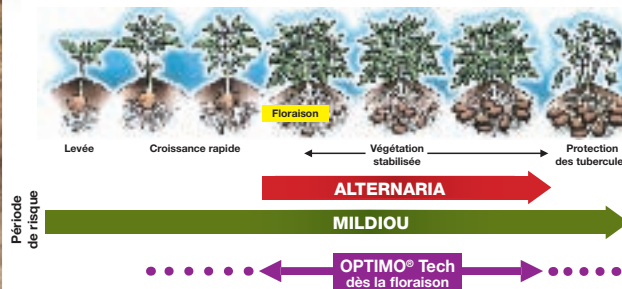 Floraison
Levée
Croissance rapide
Végétation
stabilisée
Protection
des tubercule
Période
de risque
ALTERNARIA
MILDIOU
OPTIMO® Tech
dès la floraison